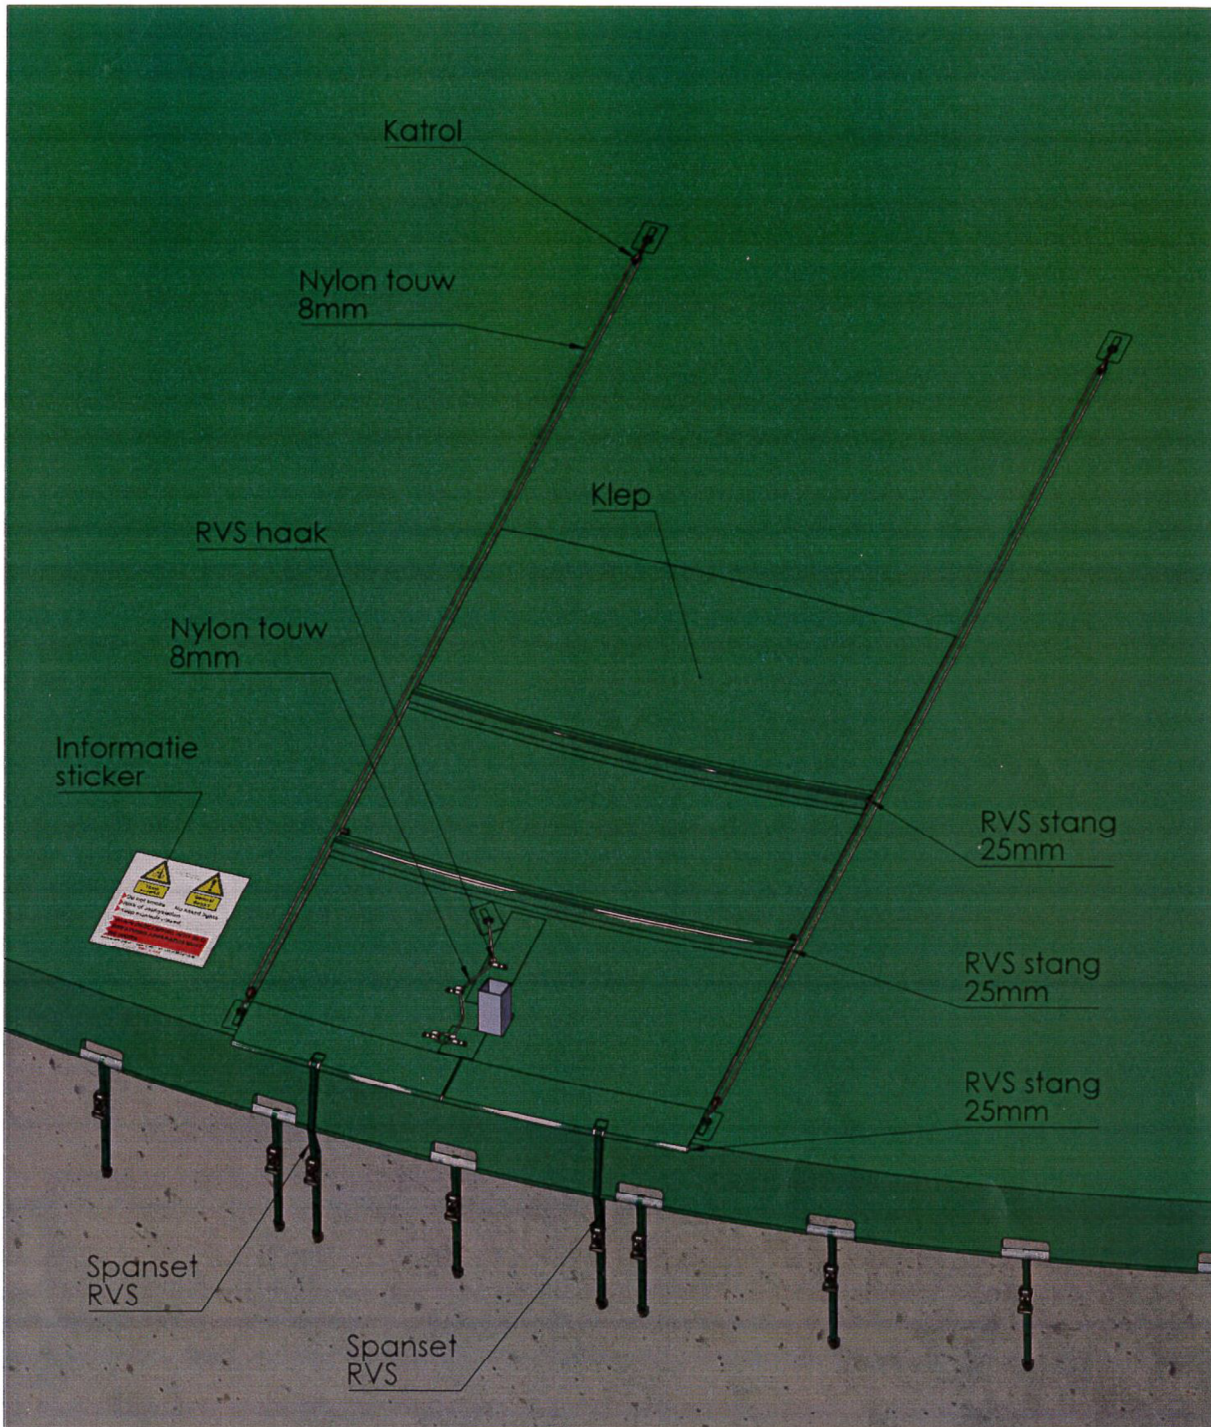 Katrol
Nylon touw
8mm
Klep
RVS haak
Nylon touw
8mm
Informatie
sticker
RVS stang
25mm
RVS stang
25mm
RVS stang
25mm
Spanset
RVS
Spanset
RVS